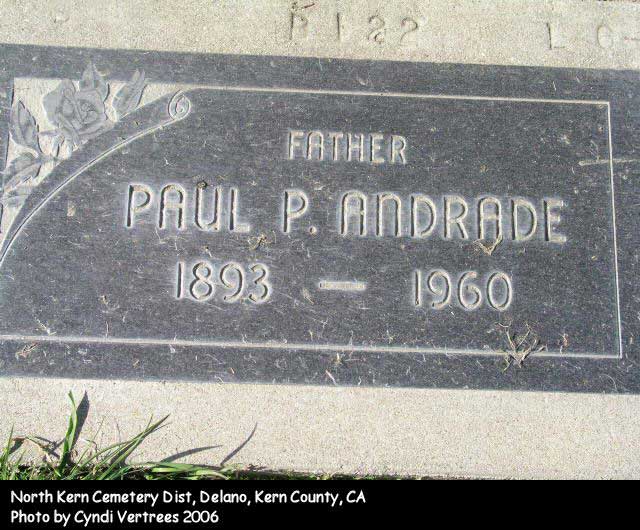 FATHER
PAUL P. ANDRADE
1893 — 1960
North Kern Cemetery Dist, Delano, Kern County, CA
Photo by Cyndi Vertrees 2006